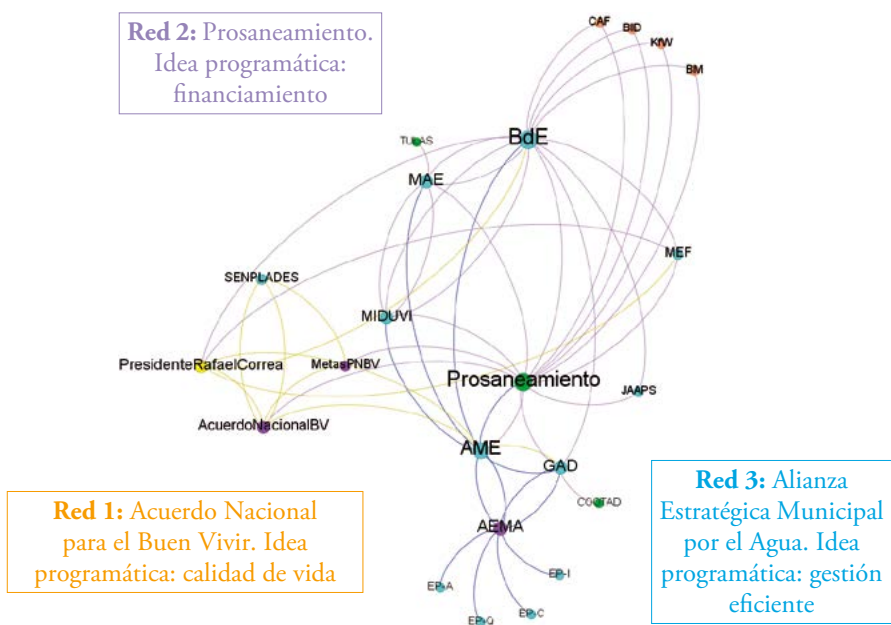 Red 2: Prosaneamiento.
Idea programática:
financiamiento
CAF
BID
KfW
BM
BdE
TULAS
MAE
MEF
SENPLADES
MIDUVI
PresidenteRafaelCorrea
MetasPNBV
Prosaneamiento
JAAPS
AcuerdoNacionalBV
AME
GAD
COOTAD
AEMA
EP-I
EP-A
EP-C
EP-Q
Red 1: Acuerdo Nacional
para el Buen Vivir. Idea
programática: calidad de vida
Red 3: Alianza
Estratégica Municipal
por el Agua. Idea
programática: gestión
eficiente